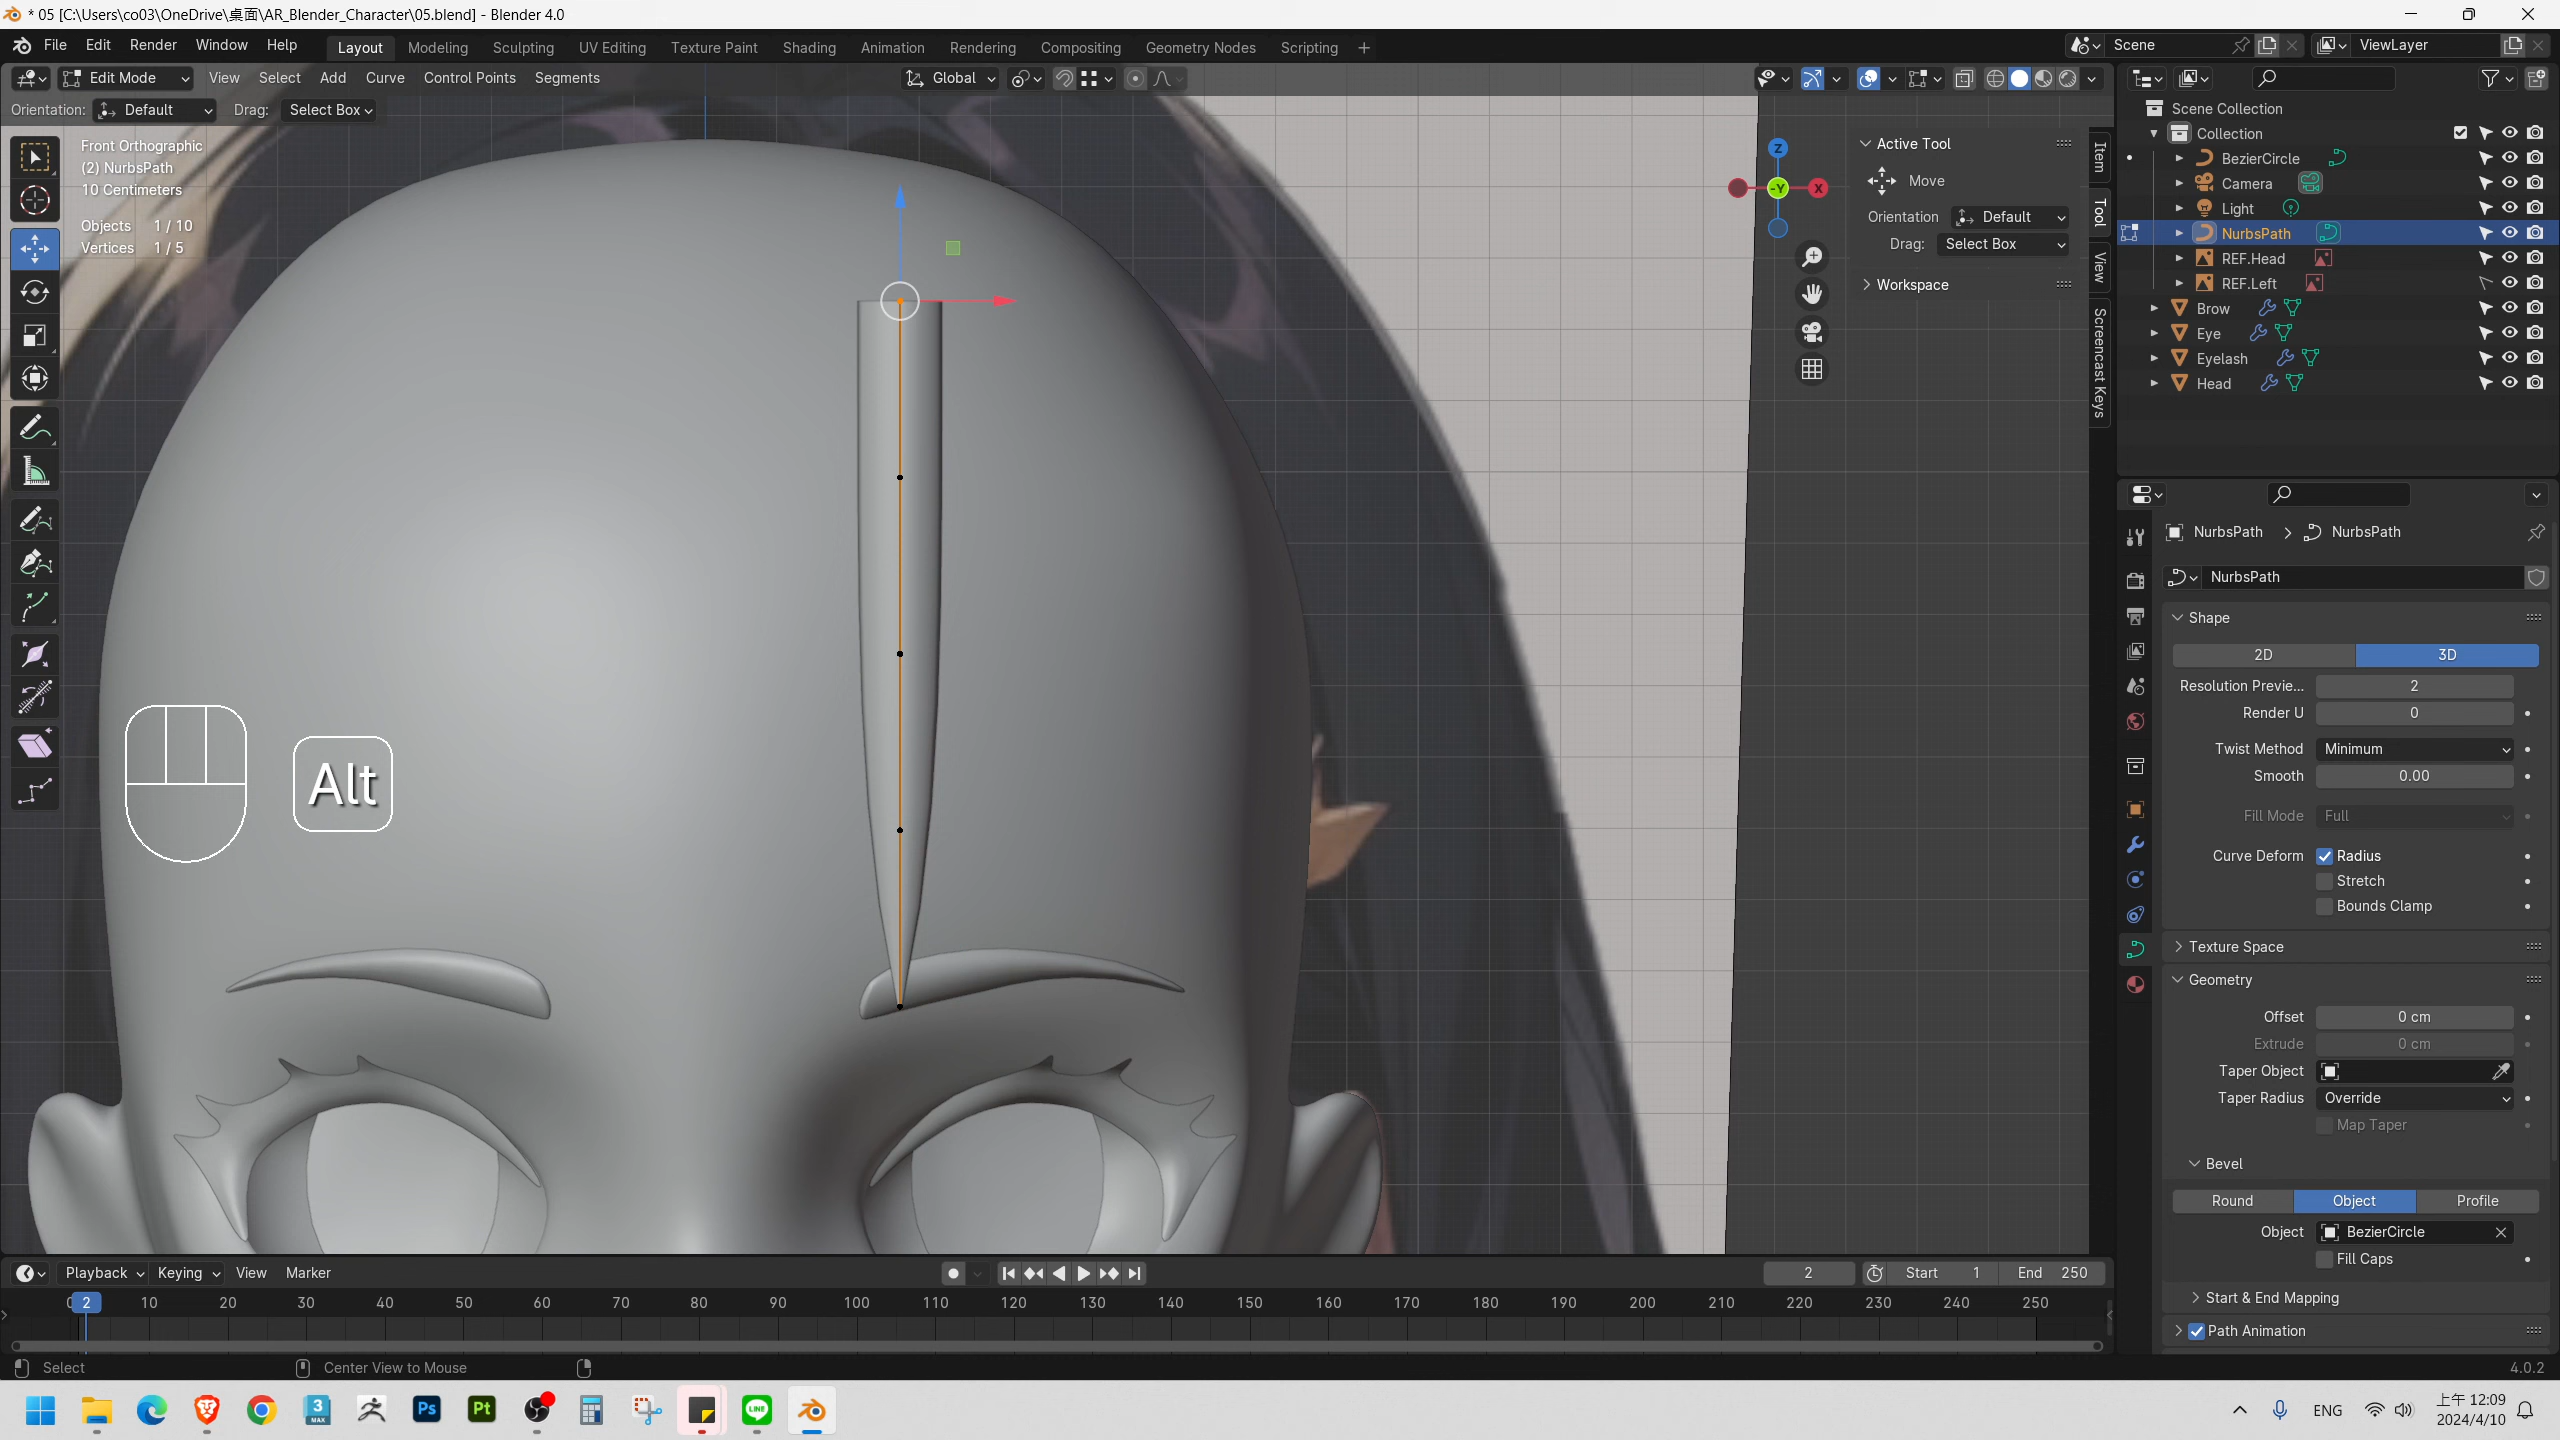 * 05 [C:\Users\co03\OneDrive\桌面\AR_Blender_Character\05.blend] - Blender 4.0
File Edit Render Window Help Layout Modeling Sculpting UV Editing Texture Paint Shading Animation Rendering Compositing Geometry Nodes Scripting + Scene ViewLayer
Edit Mode View Select Add Curve Control Points Segments Global
Orientation: Default Drag: Select Box
Front Orthographic
(2) NurbsPath
10 Centimeters
Objects 1 / 10
Vertices 1 / 5
Alt
Z
-Y
X
Active Tool
Move
Orientation Default
Drag: Select Box
Workspace
Item
Tool
View
Screencast Keys
Scene Collection
Collection
BezierCircle
Camera
Light
NurbsPath
REF.Head
REF.Left
Brow
Eye
Eyelash
Head
NurbsPath > NurbsPath
NurbsPath
Shape
2D 3D
Resolution Previe... 2
Render U 0
Twist Method Minimum
Smooth 0.00
Fill Mode Full
Curve Deform Radius
Stretch
Bounds Clamp
Texture Space
Geometry
Offset 0 cm
Extrude 0 cm
Taper Object
Taper Radius Override
Map Taper
Bevel
Round Object Profile
Object BezierCircle
Fill Caps
Start & End Mapping
Path Animation
Playback Keying View Marker 2 Start 1 End 250
0 2 10 20 30 40 50 60 70 80 90 100 110 120 130 140 150 160 170 180 190 200 210 220 230 240 250
Select Center View to Mouse 4.0.2
3 MAX Ps Pt LINE ENG
上午 12:09
2024/4/10